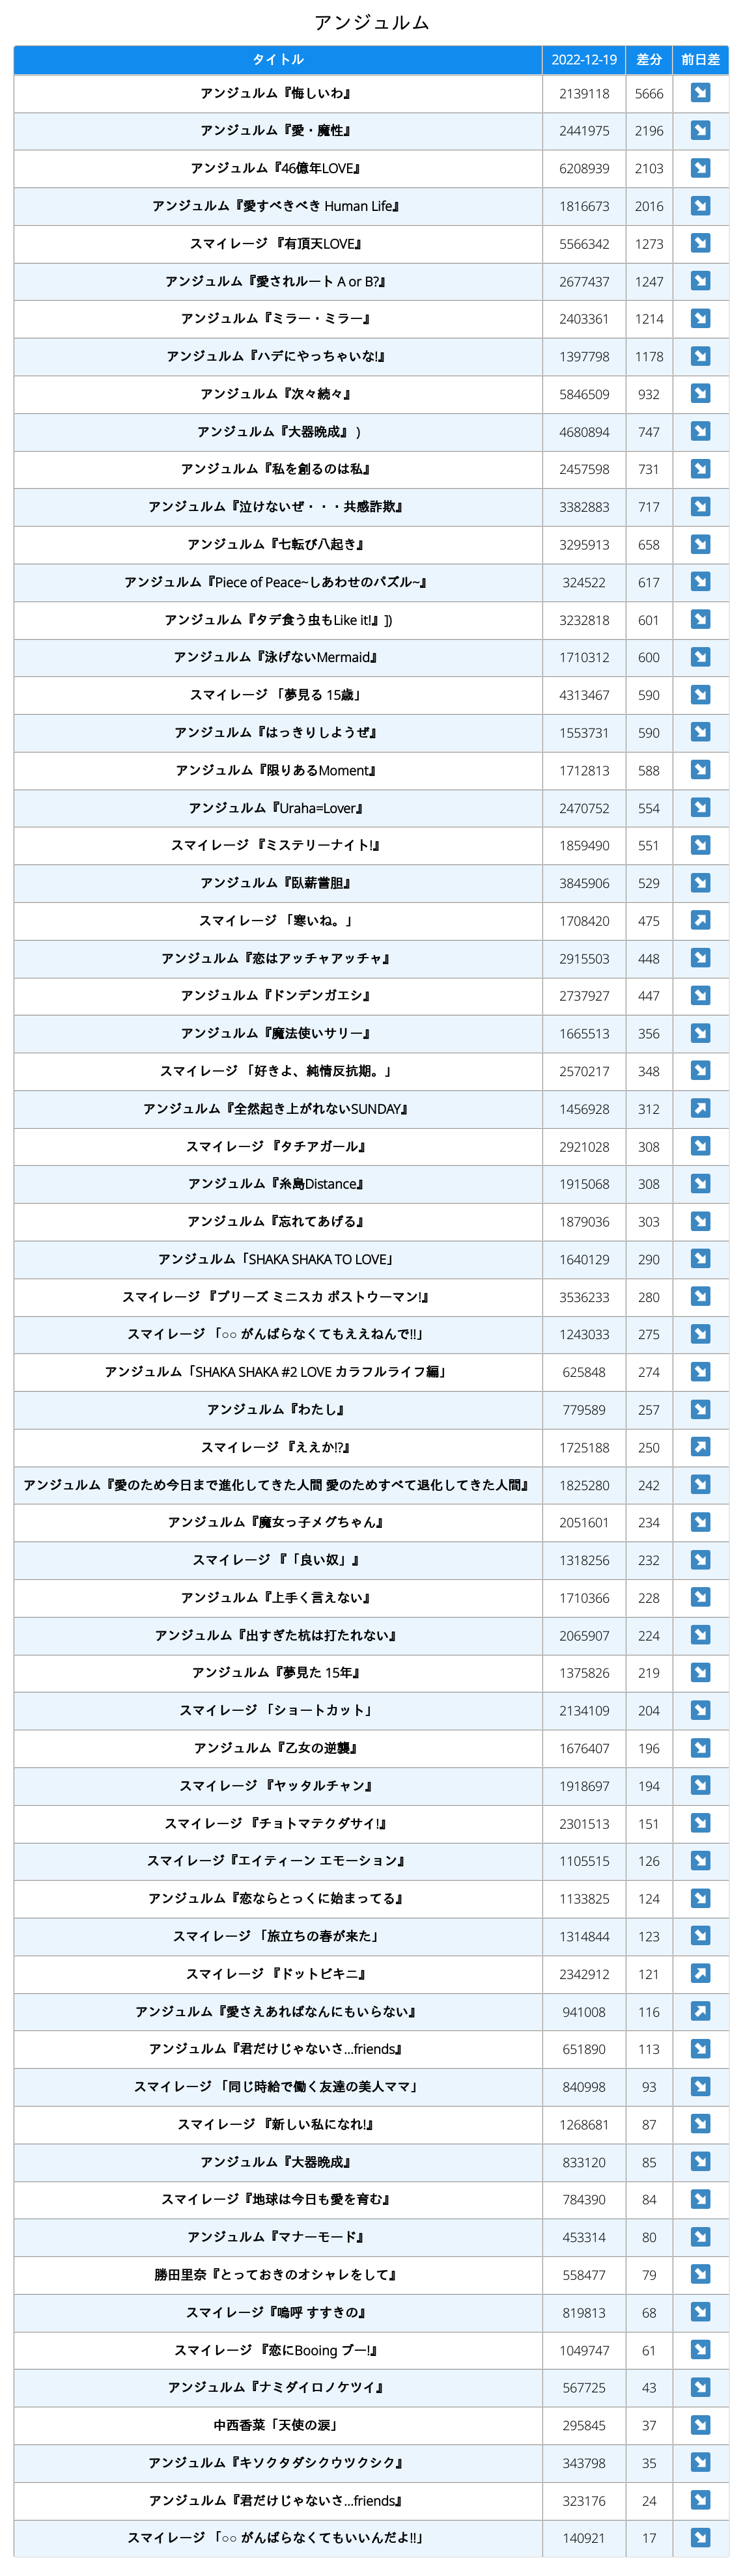 アンジュルム
タイトル 2022-12-19 差分 前日差
アンジュルム『悔しいわ』 2139118 5666 ↘
アンジュルム『愛・魔性』 2441975 2196 ↘
アンジュルム『46億年LOVE』 6208939 2103 ↘
アンジュルム『愛すべきべき Human Life』 1816673 2016 ↘
スマイレージ 『有頂天LOVE』 5566342 1273 ↘
アンジュルム『愛されルート A or B?』 2677437 1247 ↘
アンジュルム『ミラー・ミラー』 2403361 1214 ↘
アンジュルム『ハデにやっちゃいな!』 1397798 1178 ↘
アンジュルム『次々続々』 5846509 932 ↘
アンジュルム『大器晩成』 ) 4680894 747 ↘
アンジュルム『私を創るのは私』 2457598 731 ↘
アンジュルム『泣けないぜ・・・共感詐欺』 3382883 717 ↘
アンジュルム『七転び八起き』 3295913 658 ↘
アンジュルム『Piece of Peace~しあわせのパズル~』 324522 617 ↘
アンジュルム『タデ食う虫もLike it!』]) 3232818 601 ↘
アンジュルム『泳げないMermaid』 1710312 600 ↘
スマイレージ 「夢見る 15歳」 4313467 590 ↘
アンジュルム『はっきりしようぜ』 1553731 590 ↘
アンジュルム『限りあるMoment』 1712813 588 ↘
アンジュルム『Uraha=Lover』 2470752 554 ↘
スマイレージ 『ミステリーナイト!』 1859490 551 ↘
アンジュルム『臥薪嘗胆』 3845906 529 ↘
スマイレージ 「寒いね。」 1708420 475 ↗
アンジュルム『恋はアッチャアッチャ』 2915503 448 ↘
アンジュルム『ドンデンガエシ』 2737927 447 ↘
アンジュルム『魔法使いサリー』 1665513 356 ↘
スマイレージ 「好きよ、純情反抗期。」 2570217 348 ↘
アンジュルム『全然起き上がれないSUNDAY』 1456928 312 ↗
スマイレージ 『タチアガール』 2921028 308 ↘
アンジュルム『糸島Distance』 1915068 308 ↘
アンジュルム『忘れてあげる』 1879036 303 ↘
アンジュルム「SHAKA SHAKA TO LOVE」 1640129 290 ↘
スマイレージ 『プリーズ ミニスカ ポストウーマン!』 3536233 280 ↘
スマイレージ 「○○ がんばらなくてもええねんで!!」 1243033 275 ↘
アンジュルム「SHAKA SHAKA #2 LOVE カラフルライフ編」 625848 274 ↘
アンジュルム『わたし』 779589 257 ↘
スマイレージ 『ええか!?』 1725188 250 ↗
アンジュルム『愛のため今日まで進化してきた人間 愛のためすべて退化してきた人間』 1825280 242 ↘
アンジュルム『魔女っ子メグちゃん』 2051601 234 ↘
スマイレージ 『「良い奴」』 1318256 232 ↘
アンジュルム『上手く言えない』 1710366 228 ↘
アンジュルム『出すぎた杭は打たれない』 2065907 224 ↘
アンジュルム『夢見た 15年』 1375826 219 ↘
スマイレージ 「ショートカット」 2134109 204 ↘
アンジュルム『乙女の逆襲』 1676407 196 ↘
スマイレージ 『ヤッタルチャン』 1918697 194 ↘
スマイレージ 『チョトマテクダサイ!』 2301513 151 ↘
スマイレージ『エイティーン エモーション』 1105515 126 ↘
アンジュルム『恋ならとっくに始まってる』 1133825 124 ↘
スマイレージ 「旅立ちの春が来た」 1314844 123 ↘
スマイレージ 『ドットビキニ』 2342912 121 ↗
アンジュルム『愛さえあればなんにもいらない』 941008 116 ↗
アンジュルム『君だけじゃないさ...friends』 651890 113 ↘
スマイレージ 「同じ時給で働く友達の美人ママ」 840998 93 ↘
スマイレージ 『新しい私になれ!』 1268681 87 ↘
アンジュルム『大器晩成』 833120 85 ↘
スマイレージ『地球は今日も愛を育む』 784390 84 ↘
アンジュルム『マナーモード』 453314 80 ↘
勝田里奈『とっておきのオシャレをして』 558477 79 ↘
スマイレージ『嗚呼 すすきの』 819813 68 ↘
スマイレージ 『恋にBooing ブー!』 1049747 61 ↘
アンジュルム『ナミダイロノケツイ』 567725 43 ↘
中西香菜「天使の涙」 295845 37 ↘
アンジュルム『キソクタダシクウツクシク』 343798 35 ↘
アンジュルム『君だけじゃないさ...friends』 323176 24 ↘
スマイレージ 「○○ がんばらなくてもいいんだよ!!」 140921 17 ↘